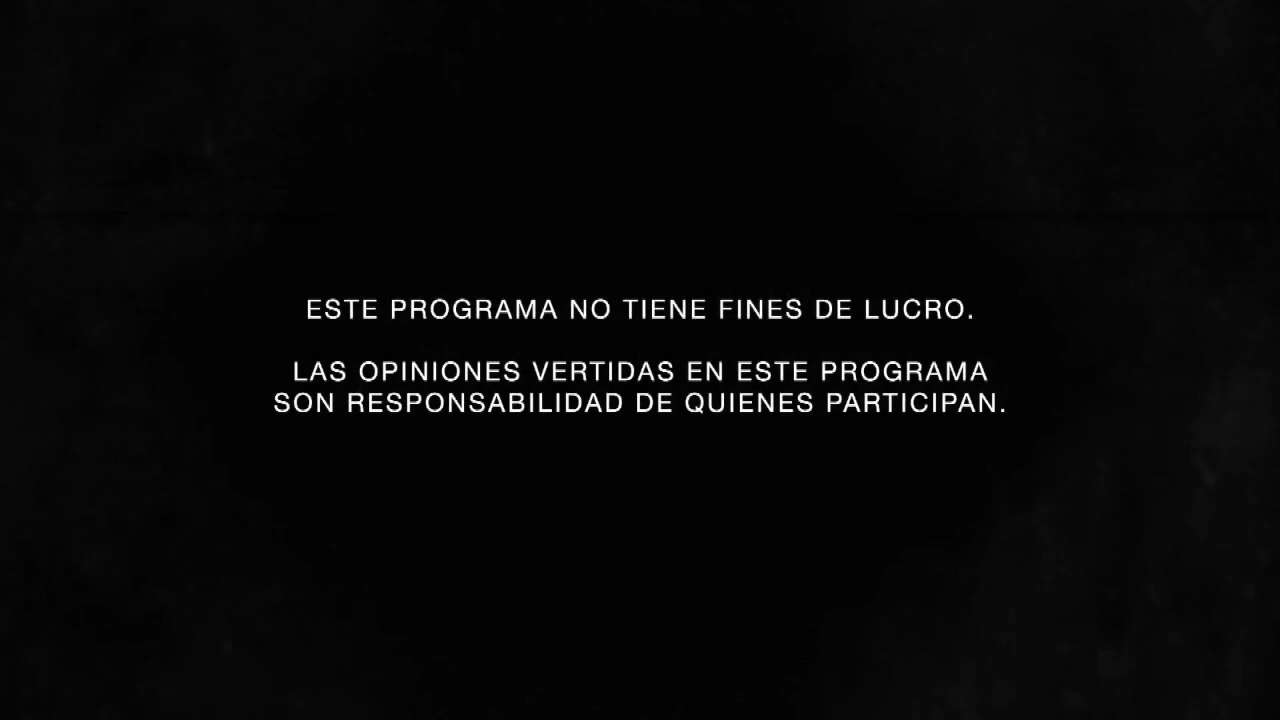 ESTE PROGRAMA NO TIENE FINES DE LUCRO.
LAS OPINIONES VERTIDAS EN ESTE PROGRAMA
SON RESPONSABILIDAD DE QUIENES PARTICIPAN.